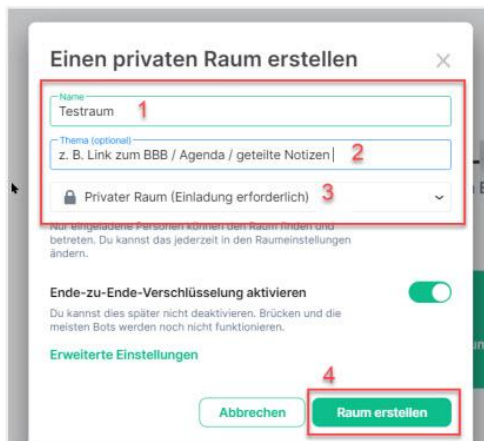 Einen privaten Raum erstellen
Name
Testraum 1
Thema (optional)
z. B. Link zum BBB / Agenda / geteilte Notizen 2
Privater Raum (Einladung erforderlich) 3
Nur eingeladene Personen können den Raum finden und
betreten. Du kannst das jederzeit in den Raumeinstellungen
ändern.
Ende-zu-Ende-Verschlüsselung aktivieren
Du kannst dies später nicht deaktivieren. Brücken und die
meisten Bots werden noch nicht funktionieren.
Erweiterte Einstellungen
4
Abbrechen Raum erstellen